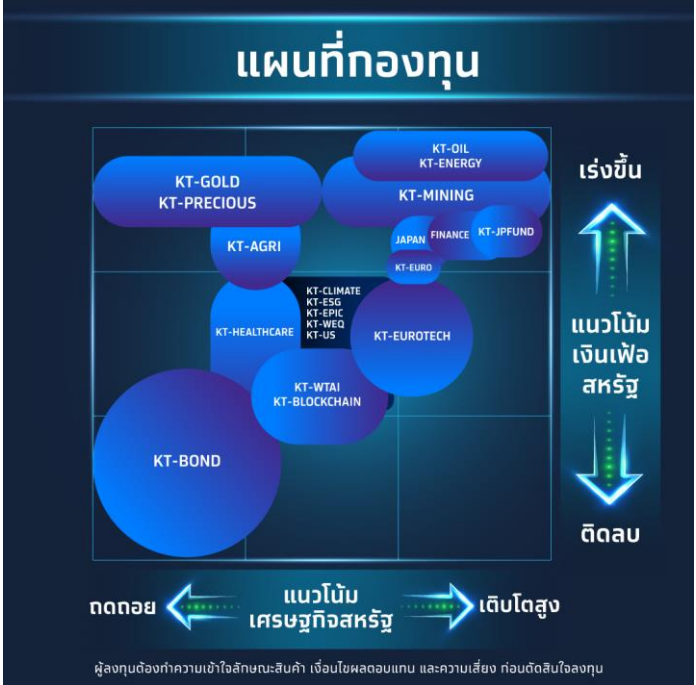 แผนที่กองทุน
KT-OIL
KT-ENERGY
KT-GOLD
KT-PRECIOUS
KT-MINING
KT-AGRI
JAPAN
FINANCE
KT-JPFUND
KT-EURO
KT-CLIMATE
KT-ESG
KT-EPIC
KT-WEQ
KT-US
KT-HEALTHCARE
KT-EUROTECH
KT-WTAI
KT-BLOCKCHAIN
KT-BOND
เร่งขึ้น
แนวโน้ม
เงินเฟ้อ
สหรัฐ
ติดลบ
ถดถอย
แนวโน้ม
เศรษฐกิจสหรัฐ
เติบโตสูง
ผู้ลงทุนต้องทำความเข้าใจลักษณะสินค้า เงื่อนไขผลตอบแทน และความเสี่ยง ก่อนตัดสินใจลงทุน